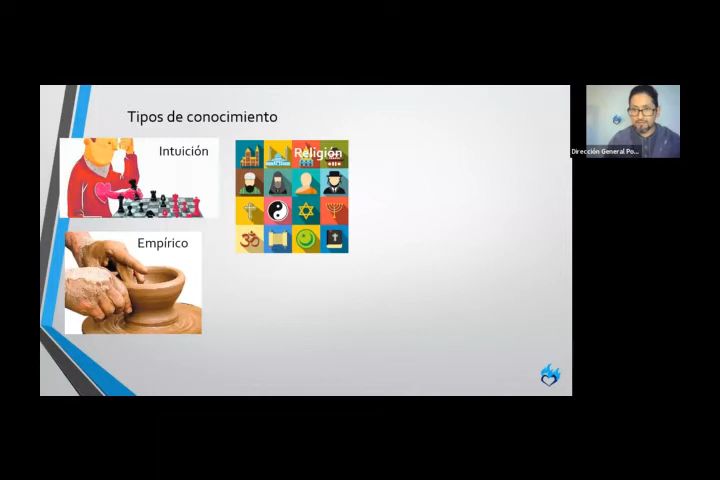 Tipos de conocimiento
Intuición
Religión
Empírico
Dirección General Po...